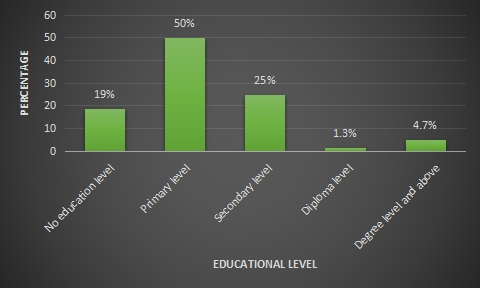 60
50
40
30
20
10
0
PERCENTAGE
19%
50%
25%
1.3%
4.7%
No education level
Primary level
Secondary level
Diploma level
Degree level and above
EDUCATIONAL LEVEL